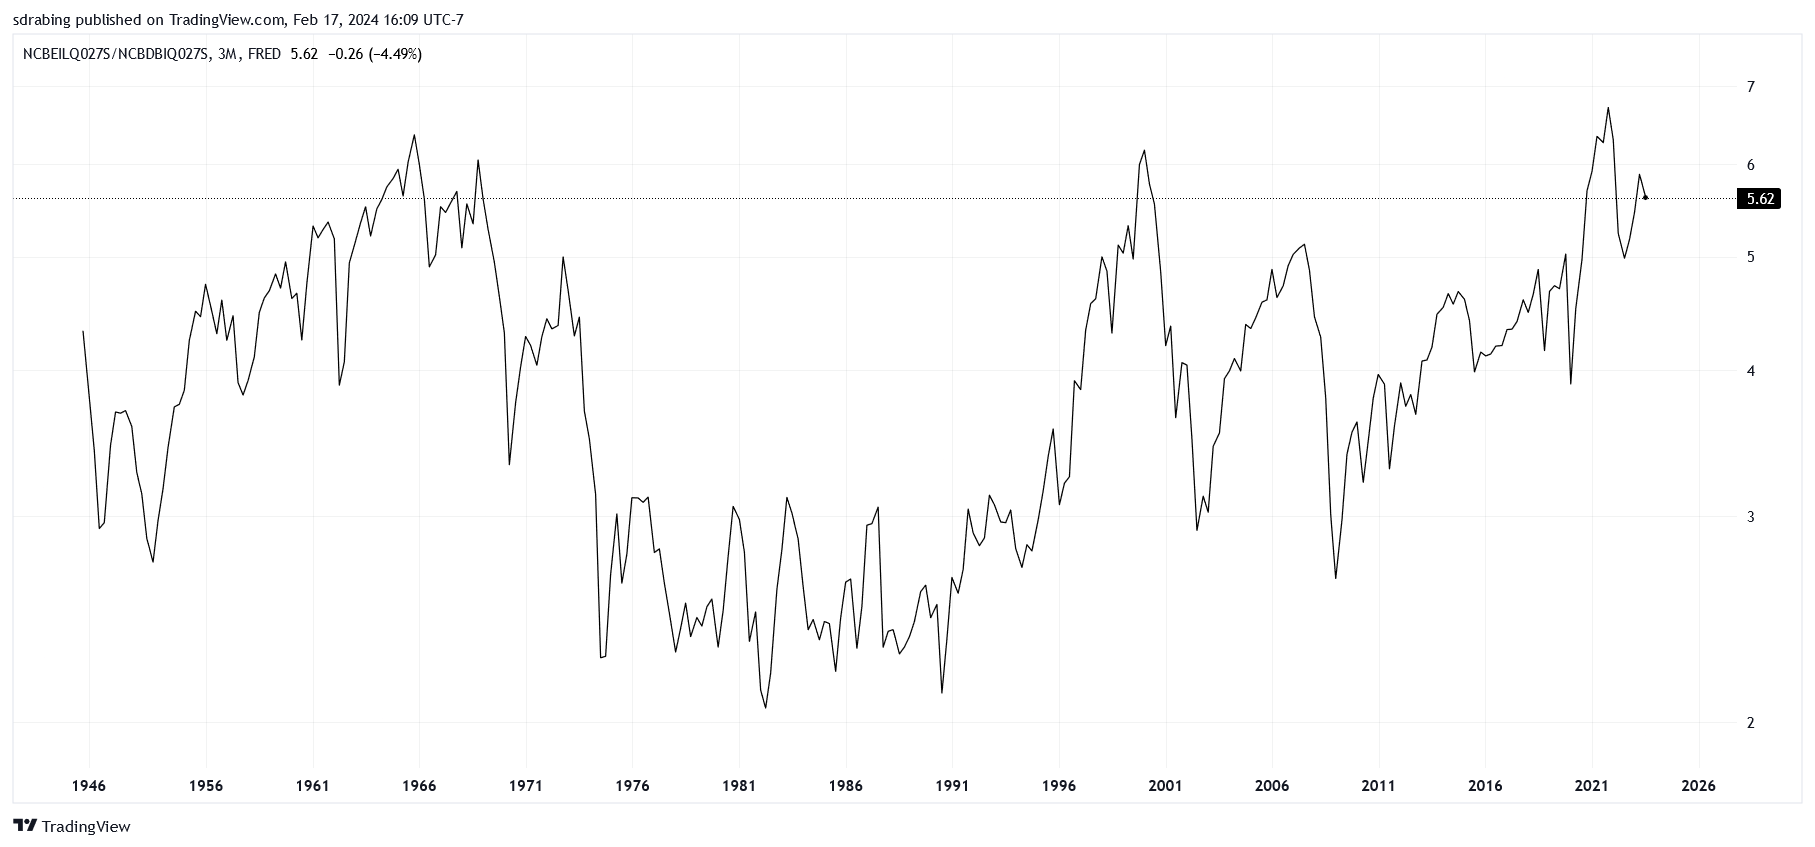 sdrabing published on TradingView.com, Feb 17, 2024 16:09 UTC-7
NCBEILQ027S/NCBDBIQ027S, 3M, FRED 5.62 −0.26 (−4.49%)
7
6
5.62
5
4
3
2
1946 1956 1961 1966 1971 1976 1981 1986 1991 1996 2001 2006 2011 2016 2021 2026
TradingView